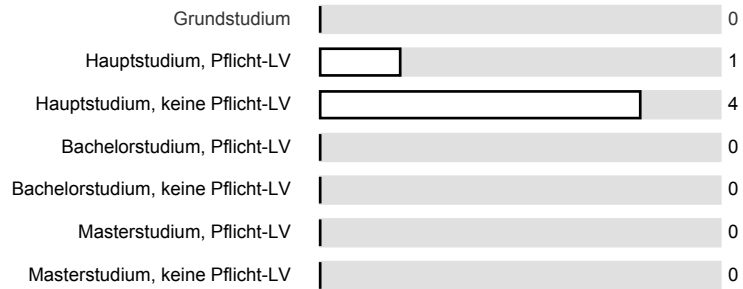 Grundstudium 0
Hauptstudium, Pflicht-LV 1
Hauptstudium, keine Pflicht-LV 4
Bachelorstudium, Pflicht-LV 0
Bachelorstudium, keine Pflicht-LV 0
Masterstudium, Pflicht-LV 0
Masterstudium, keine Pflicht-LV 0